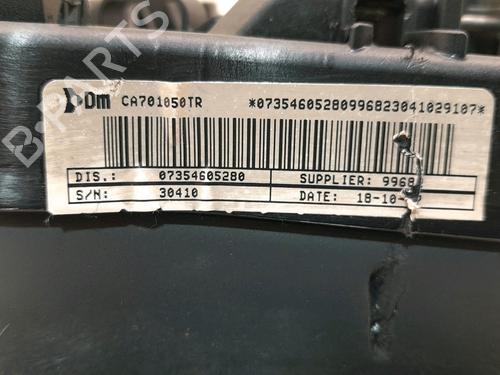 B-PARTS
Dm CA701050TR *07354605280996823041029107*
DIS.: 07354605280 SUPPLIER: 9968
S/N: 30410 DATE: 18-10-